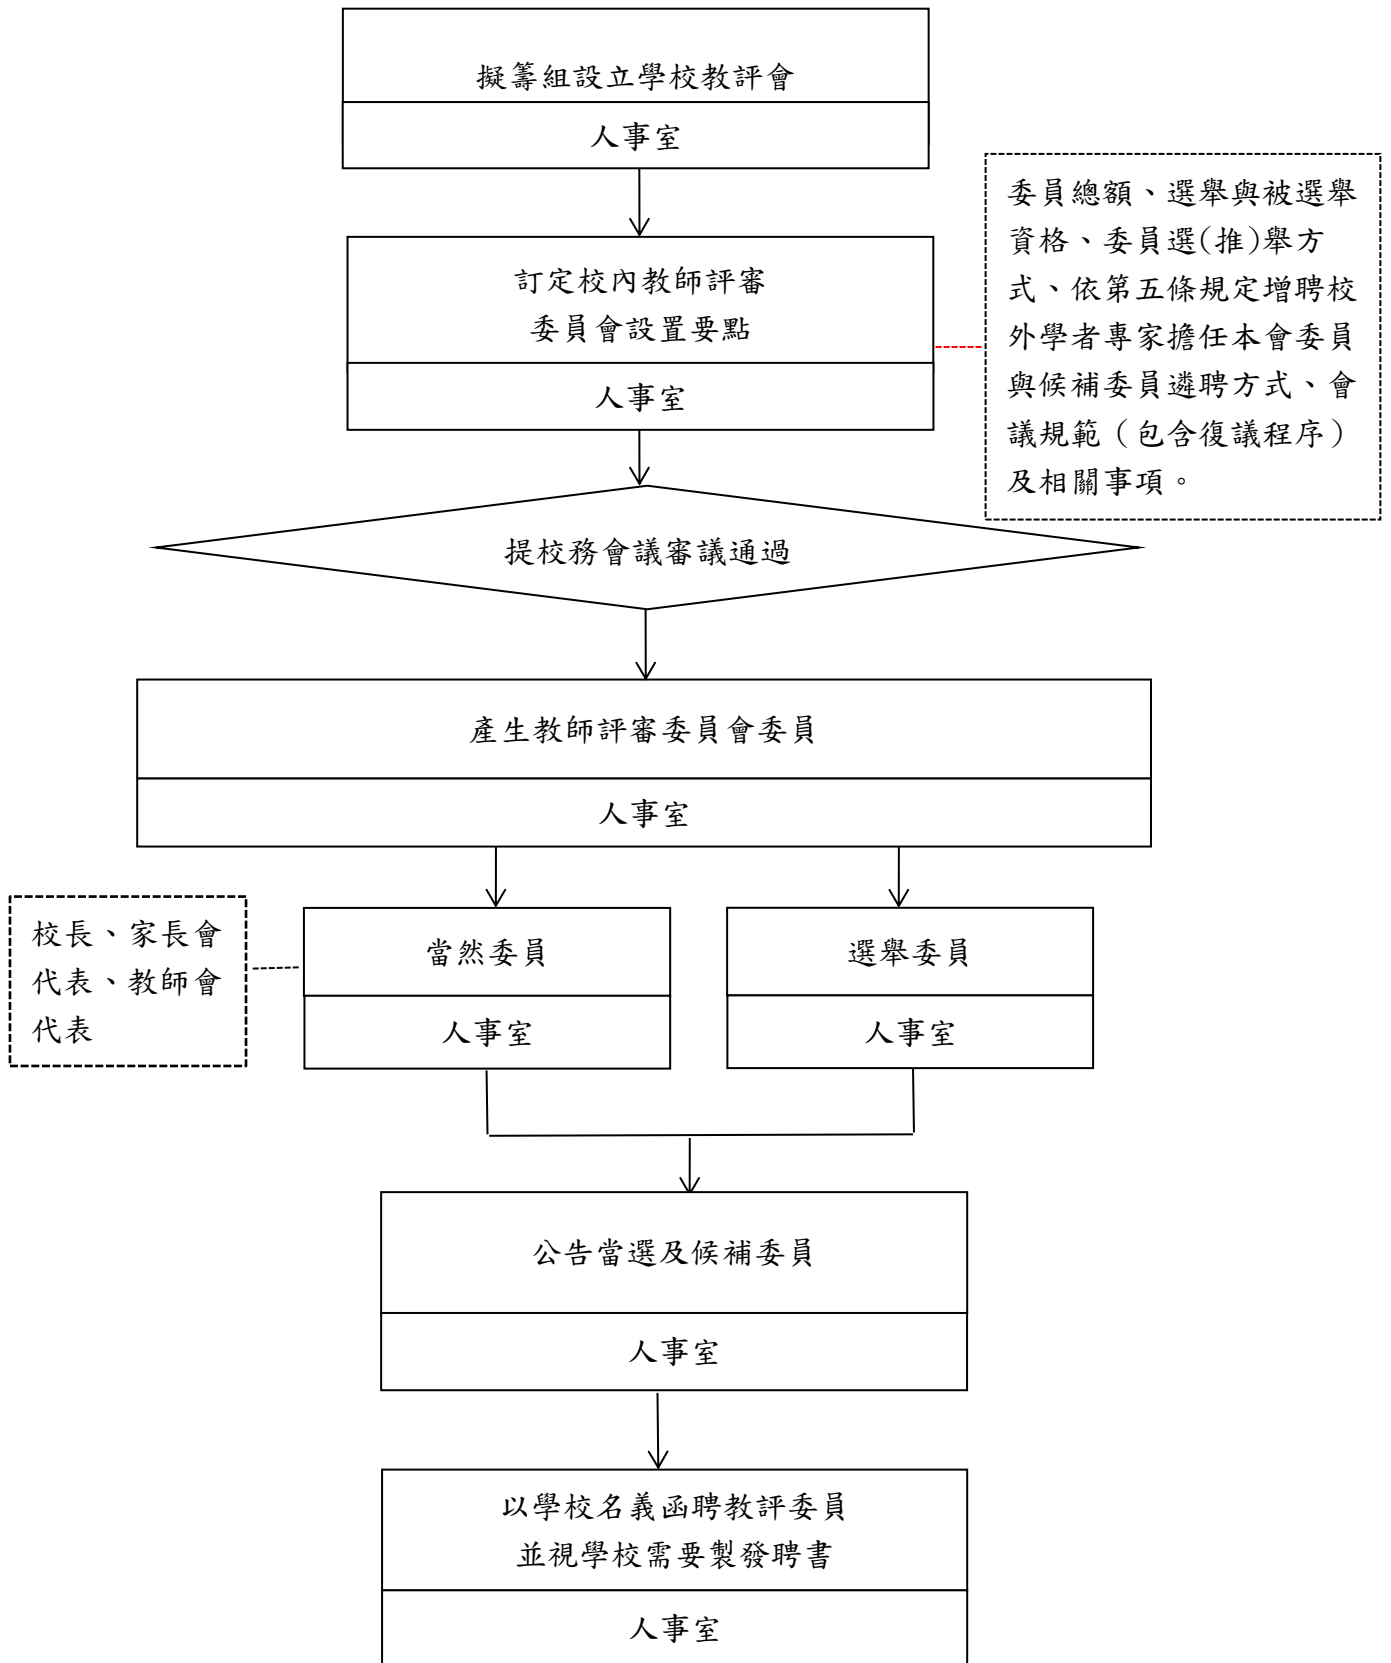 擬籌組設立學校教評會
人事室
訂定校內教師評審
委員會設置要點
人事室
委員總額、選舉與被選舉
資格、委員選(推)舉方
式、依第五條規定增聘校
外學者專家擔任本會委員
與候補委員遴聘方式、會
議規範（包含復議程序）
及相關事項。
提校務會議審議通過
產生教師評審委員會委員
人事室
校長、家長會
代表、教師會
代表
當然委員
人事室
選舉委員
人事室
公告當選及候補委員
人事室
以學校名義函聘教評委員
並視學校需要製發聘書
人事室